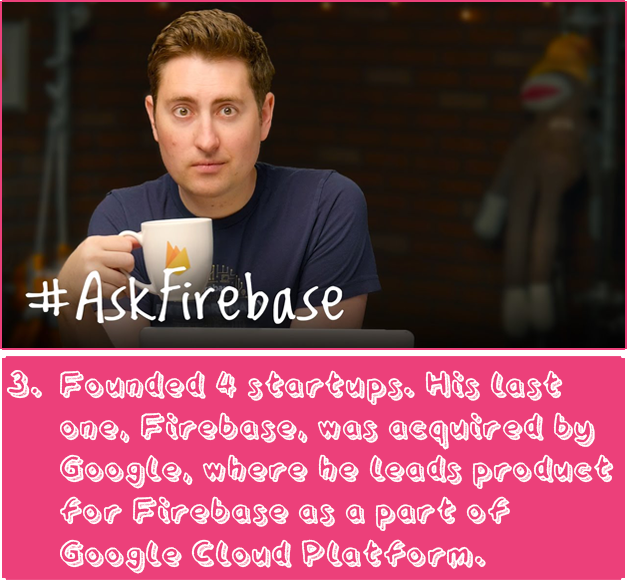 #AskFirebase
3. Founded 4 startups. His last
one, Firebase, was acquired by
Google, where he leads product
for Firebase as a part of
Google Cloud Platform.